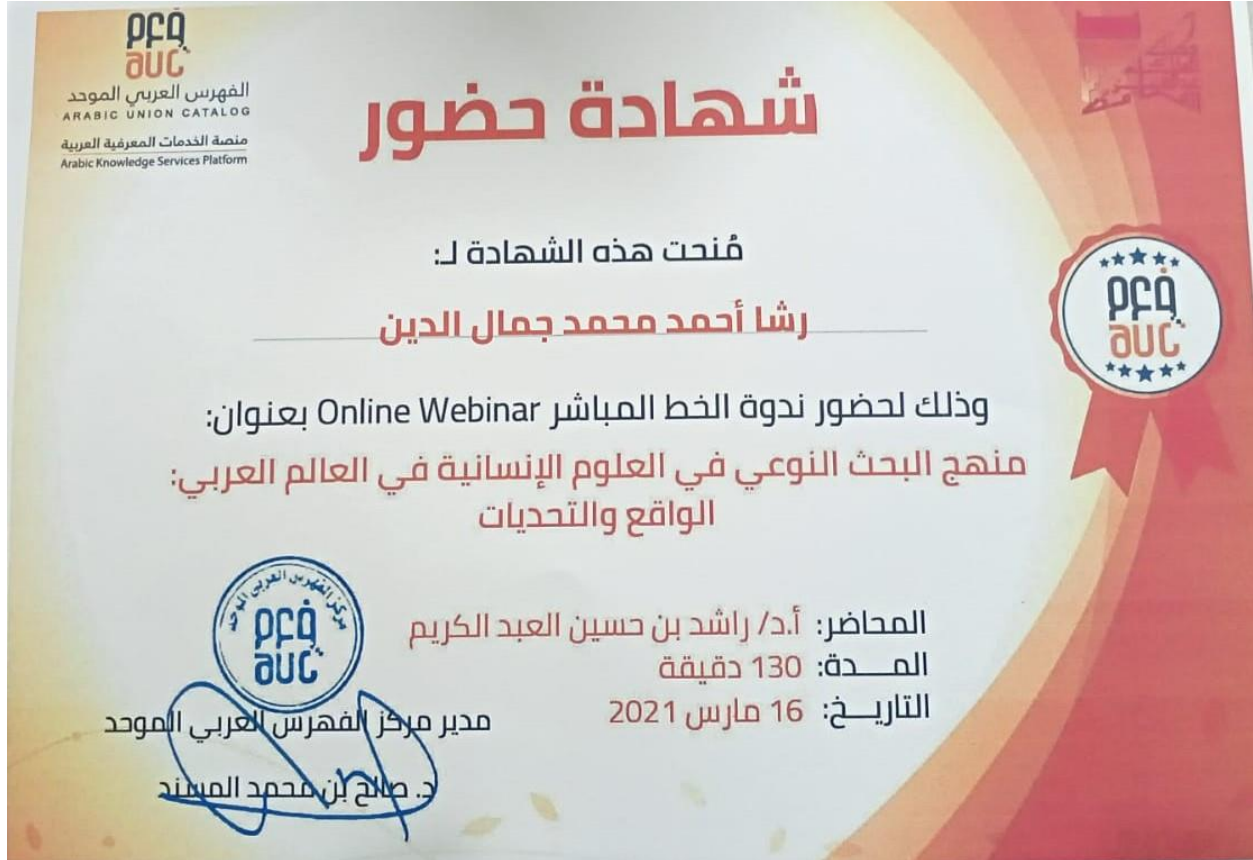 فعم
auc
الفهرس العربي الموحد
ARABIC UNION CATALOG
منصة الخدمات المعرفية العربية
Arabic Knowledge Services Platform
شهادة حضور
مُنحت هذه الشهادة لـ:
رشا أحمد محمد جمال الدين
وذلك لحضور ندوة الخط المباشر Online Webinar بعنوان:
منهج البحث النوعي في العلوم الإنسانية في العالم العربي:
الواقع والتحديات
فعم
auc
المحاضر: أ.د/ راشد بن حسين العبد الكريم
المـــدة: 130 دقيقة
التاريـــخ: 16 مارس 2021
مركز الفهرس العربي الموحد
فعم
auc
مدير مركز الفهرس العربي الموحد
د. صالح بن محمد المسند